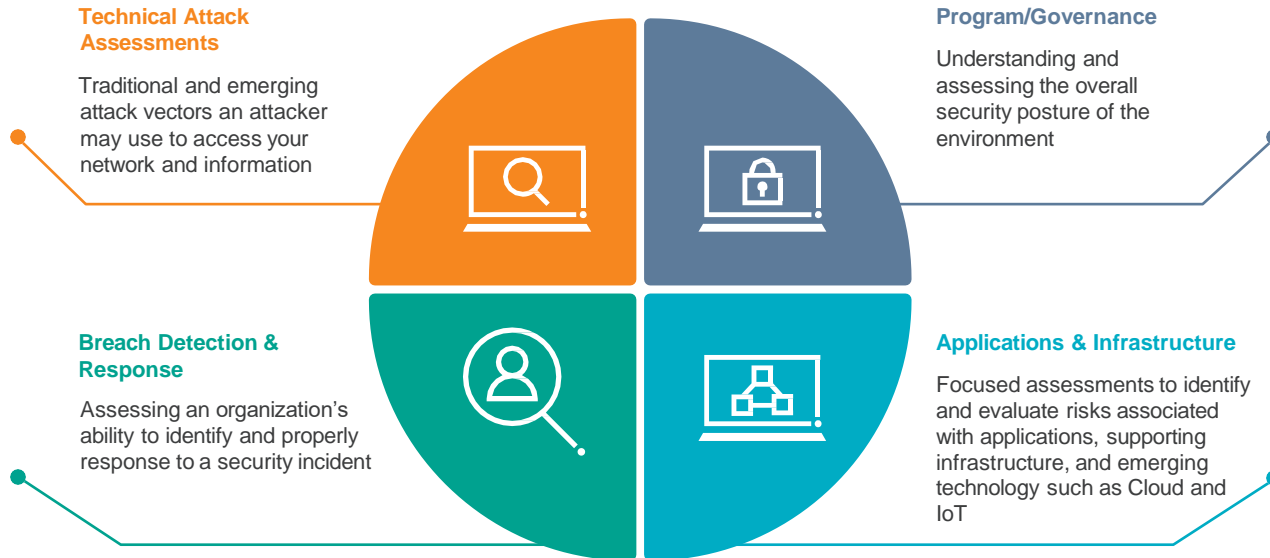 Technical Attack
Assessments
Traditional and emerging
attack vectors an attacker
may use to access your
network and information
Program/Governance
Understanding and
assessing the overall
security posture of the
environment
Breach Detection &
Response
Assessing an organization’s
ability to identify and properly
response to a security incident
Applications & Infrastructure
Focused assessments to identify
and evaluate risks associated
with applications, supporting
infrastructure, and emerging
technology such as Cloud and
IoT